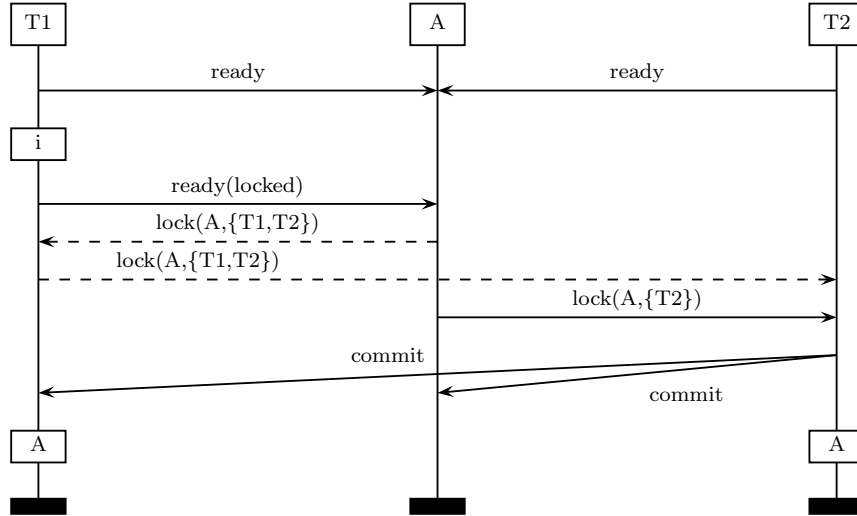 T1 A T2
ready ready
i
ready(locked)
lock(A,{T1,T2})
lock(A,{T1,T2})
lock(A,{T2})
commit
commit
A A